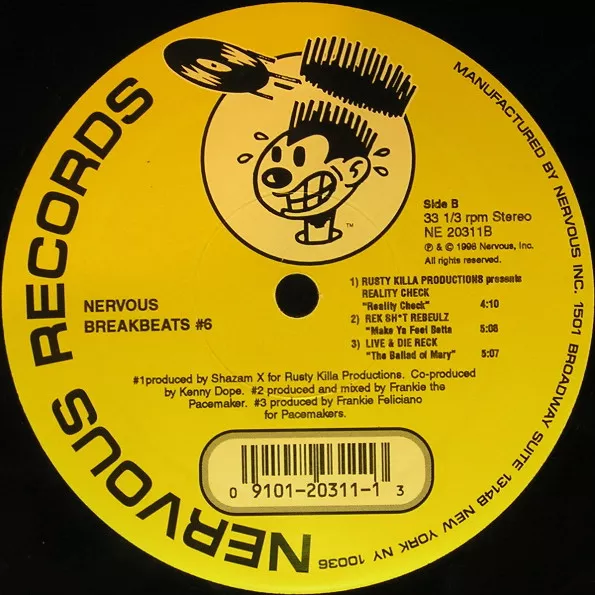 NERVOUS RECORDS
MANUFACTURED BY NERVOUS INC. 1501 BROADWAY SUITE 1314B NEW YORK NY 10036
TM
Side B
33 1/3 rpm Stereo
NE 20311B
℗ & © 1996 Nervous, Inc.
All rights reserved.
NERVOUS
BREAKBEATS #6
1) RUSTY KILLA PRODUCTIONS presents
REALITY CHECK
"Reality Check" 4:10
2) REK SH*T REBEULZ
"Make Ya Feel Betta 5:08
3) LIVE & DIE RECK
"The Ballad of Mary" 5:07
#1produced by Shazam X for Rusty Killa Productions. Co-produced
by Kenny Dope. #2 produced and mixed by Frankie the
Pacemaker. #3 produced by Frankie Feliciano
for Pacemakers.
0 9101-20311-1 3